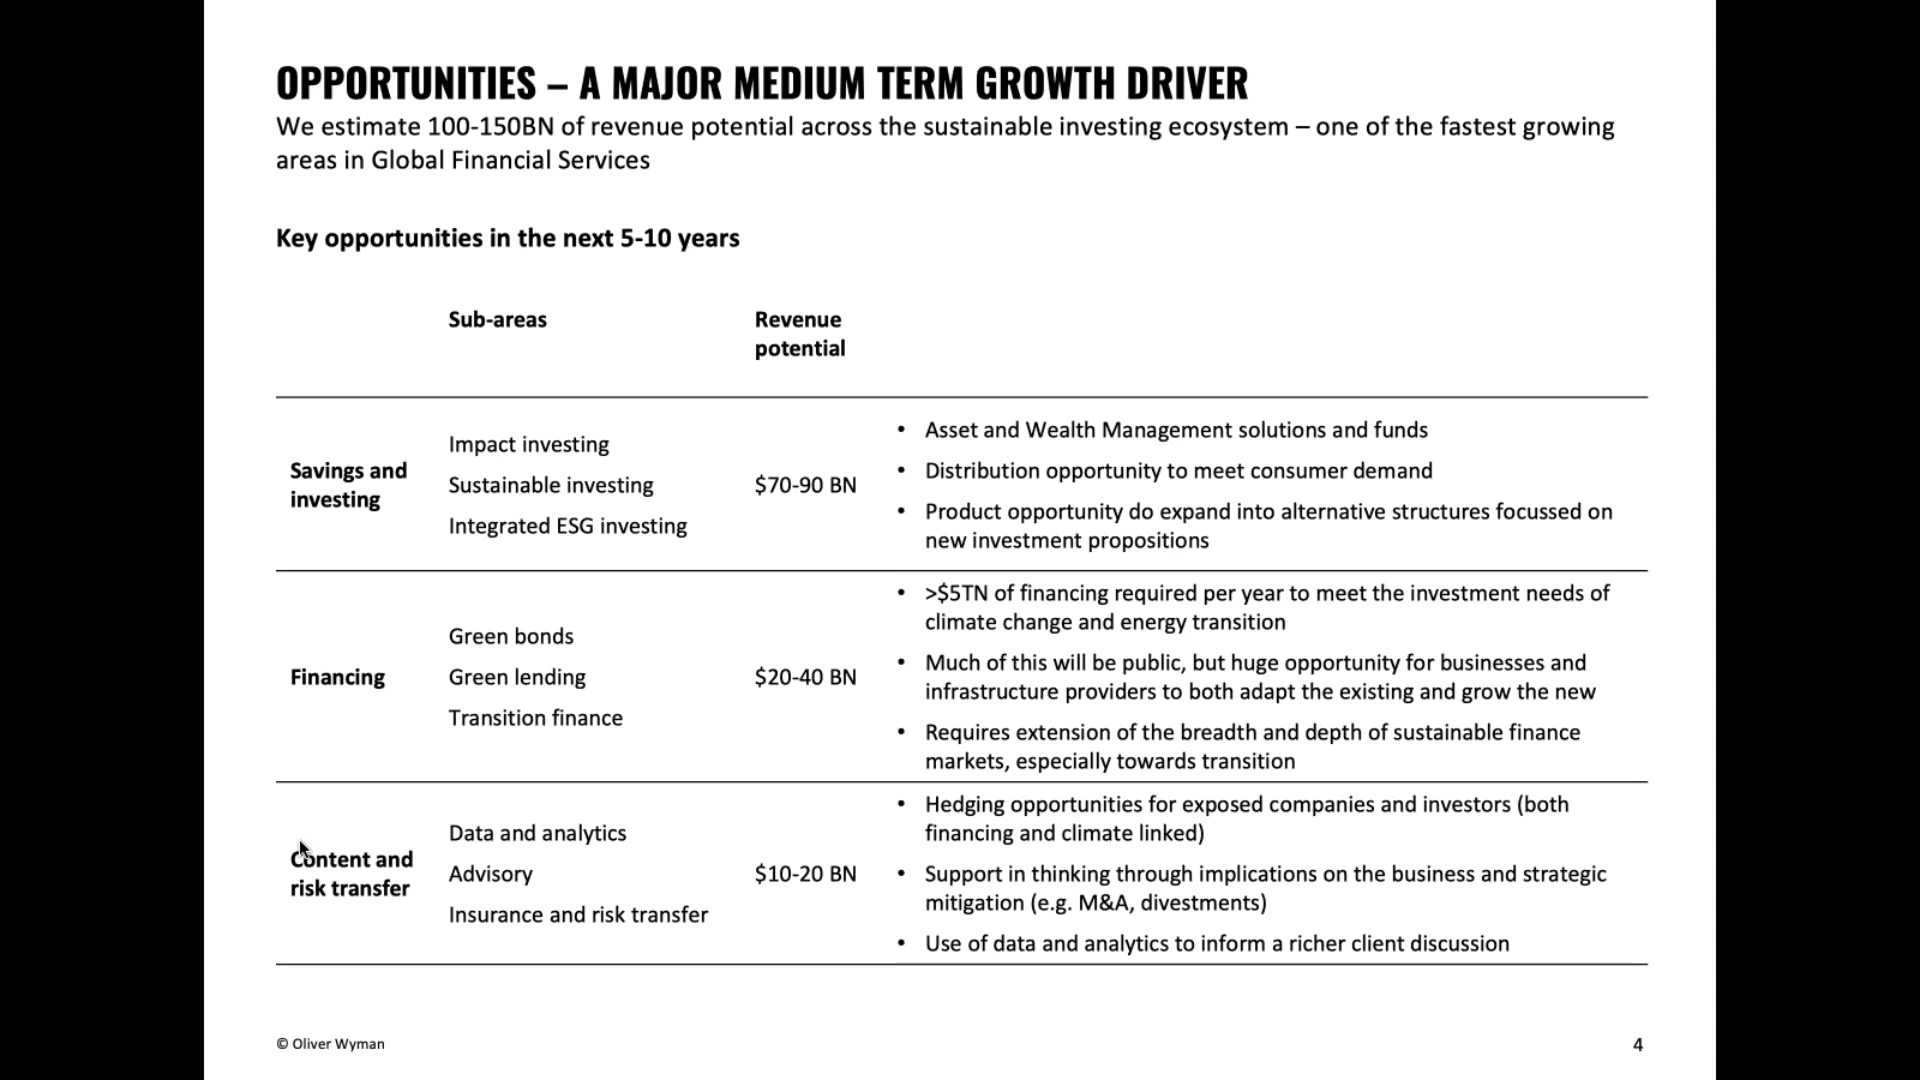 OPPORTUNITIES – A MAJOR MEDIUM TERM GROWTH DRIVER
We estimate 100-150BN of revenue potential across the sustainable investing ecosystem – one of the fastest growing
areas in Global Financial Services
Key opportunities in the next 5-10 years
Sub-areas
Revenue
potential
Savings and
investing
Impact investing
Sustainable investing
Integrated ESG investing
$70-90 BN
• Asset and Wealth Management solutions and funds
• Distribution opportunity to meet consumer demand
• Product opportunity do expand into alternative structures focussed on
new investment propositions
Financing
Green bonds
Green lending
Transition finance
$20-40 BN
• >$5TN of financing required per year to meet the investment needs of
climate change and energy transition
• Much of this will be public, but huge opportunity for businesses and
infrastructure providers to both adapt the existing and grow the new
• Requires extension of the breadth and depth of sustainable finance
markets, especially towards transition
Content and
risk transfer
Data and analytics
Advisory
Insurance and risk transfer
$10-20 BN
• Hedging opportunities for exposed companies and investors (both
financing and climate linked)
• Support in thinking through implications on the business and strategic
mitigation (e.g. M&A, divestments)
• Use of data and analytics to inform a richer client discussion
© Oliver Wyman
4